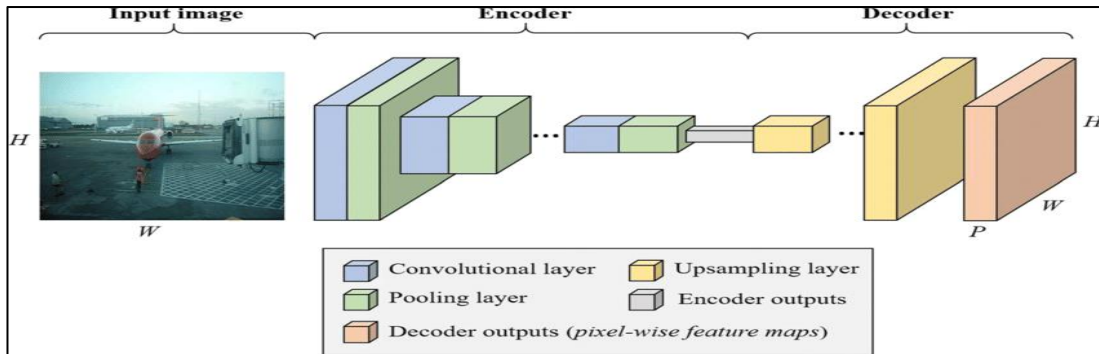 Input image Encoder Decoder
H
H
W
W
P
Convolutional layer Upsampling layer
Pooling layer Encoder outputs
Decoder outputs (pixel-wise feature maps)